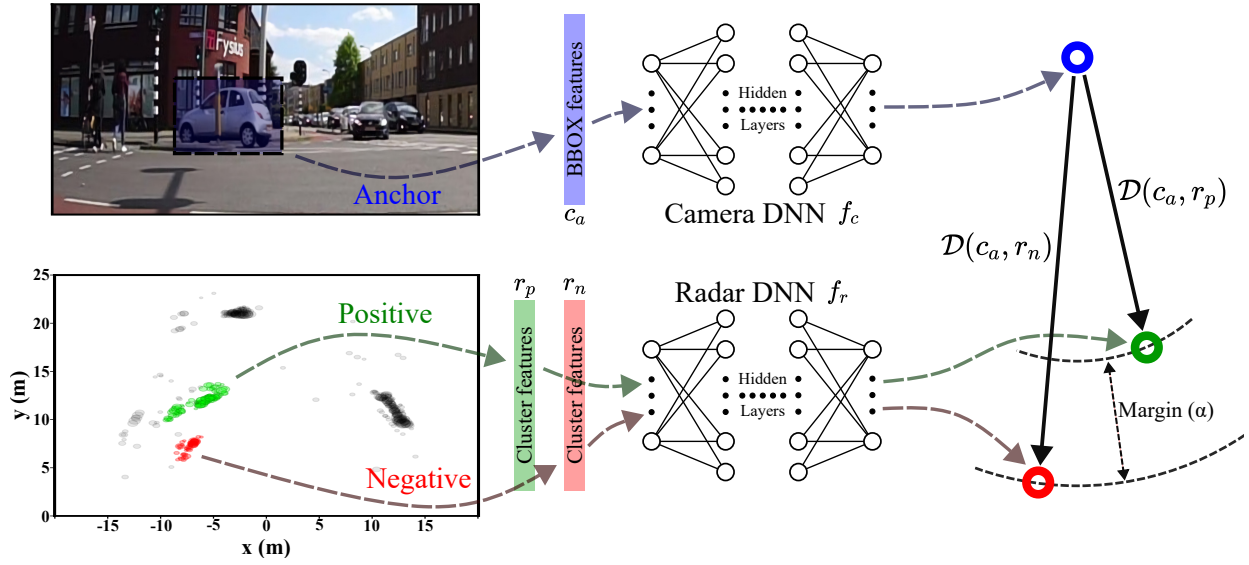 Fysius
Anchor
BBOX features
c_a
Hidden
Layers
Camera DNN f_c
D(c_a, r_p)
D(c_a, r_n)
25
20
15
10
5
0
y (m)
-15
-10
-5
0
5
10
15
x (m)
Positive
Negative
r_p
r_n
Cluster features
Cluster features
Radar DNN f_r
Hidden
Layers
Margin (α)